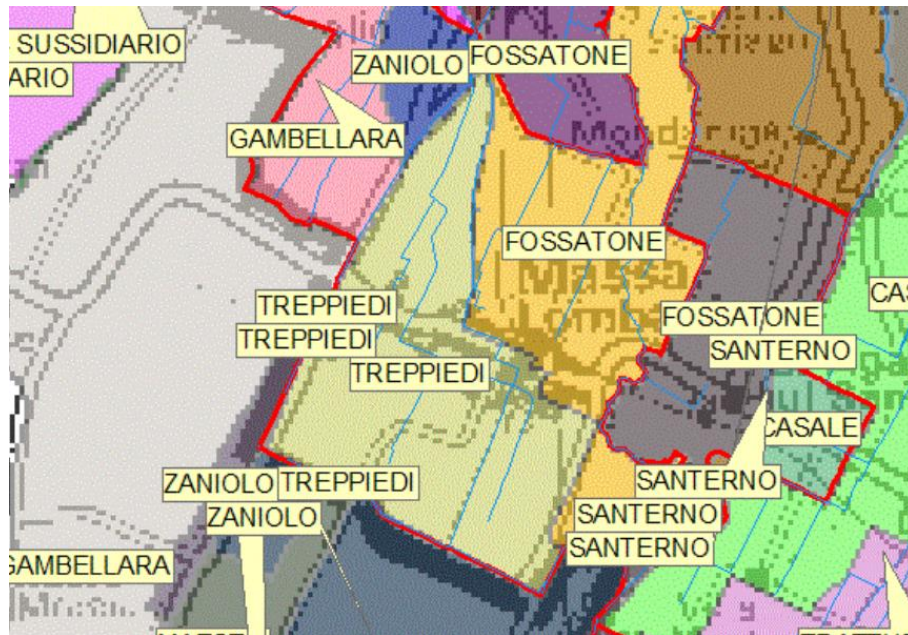 SUSSIDIARIO
ARIO
ZANIOLO
FOSSATONE
GAMBELLARA
FOSSATONE
Massa
TREPPIEDI
TREPPIEDI
TREPPIEDI
FOSSATONE
SANTERNO
CASALE
ZANIOLO
TREPPIEDI
ZANIOLO
SANTERNO
SANTERNO
SANTERNO
GAMBELLARA